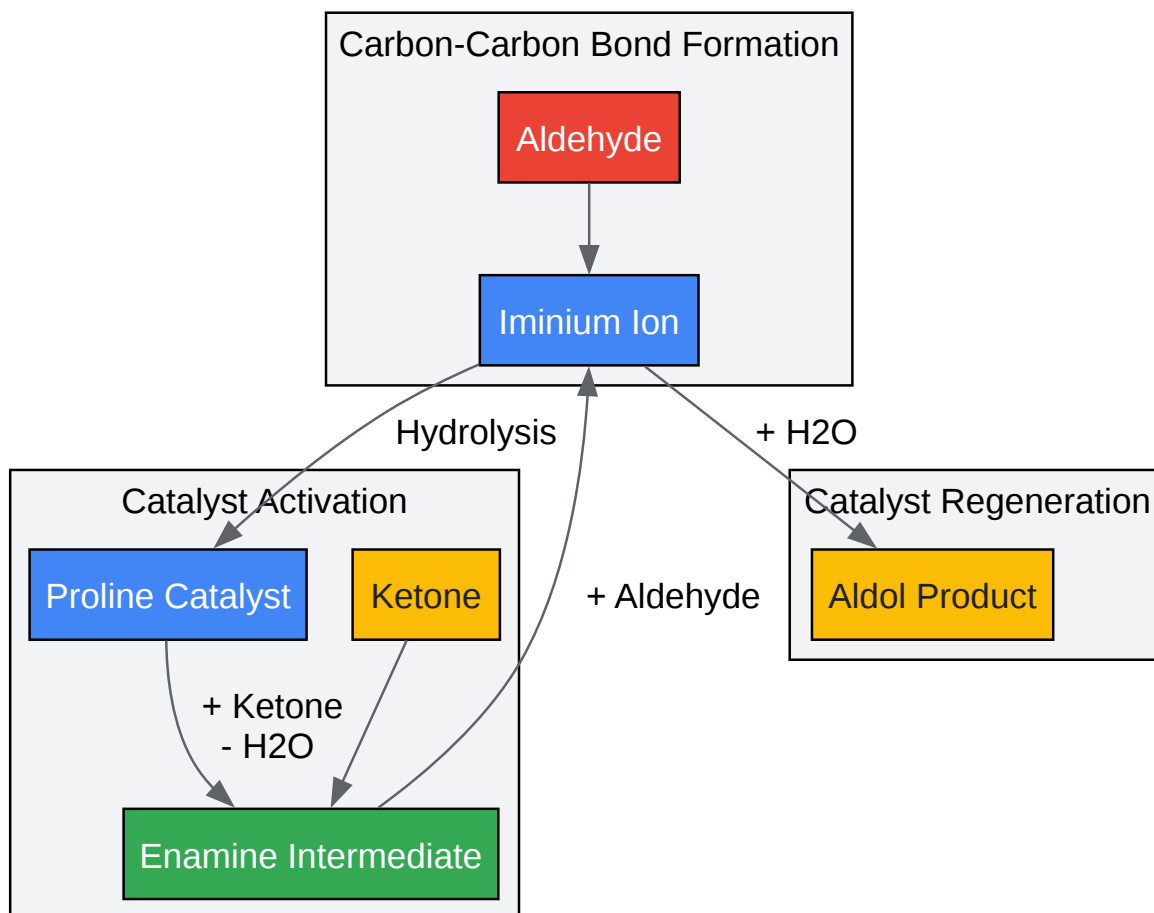 Carbon-Carbon Bond Formation
Aldehyde
Iminium Ion
Hydrolysis
+ H2O
Catalyst Activation
Catalyst Regeneration
Proline Catalyst
Ketone
+ Aldehyde
Aldol Product
+ Ketone
- H2O
Enamine Intermediate